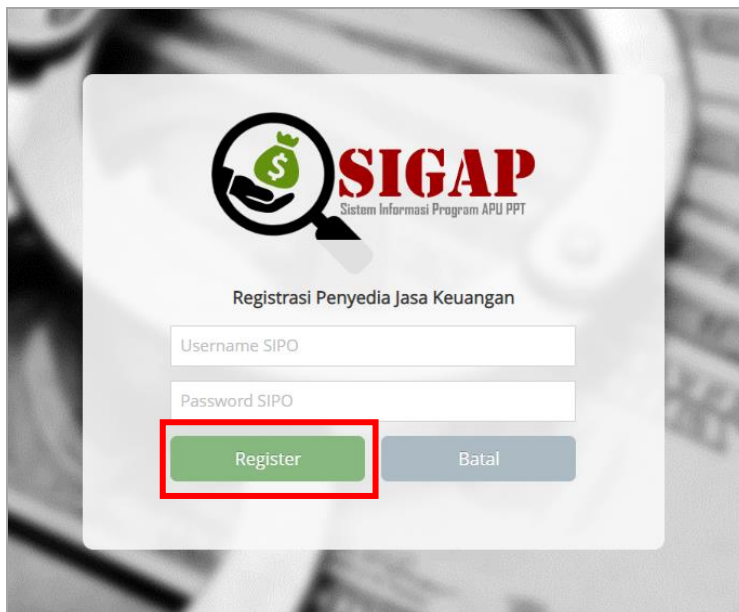 $
SIGAP
Sistem Informasi Program APU PPT
Registrasi Penyedia Jasa Keuangan
Username SIPO
Password SIPO
Register
Batal